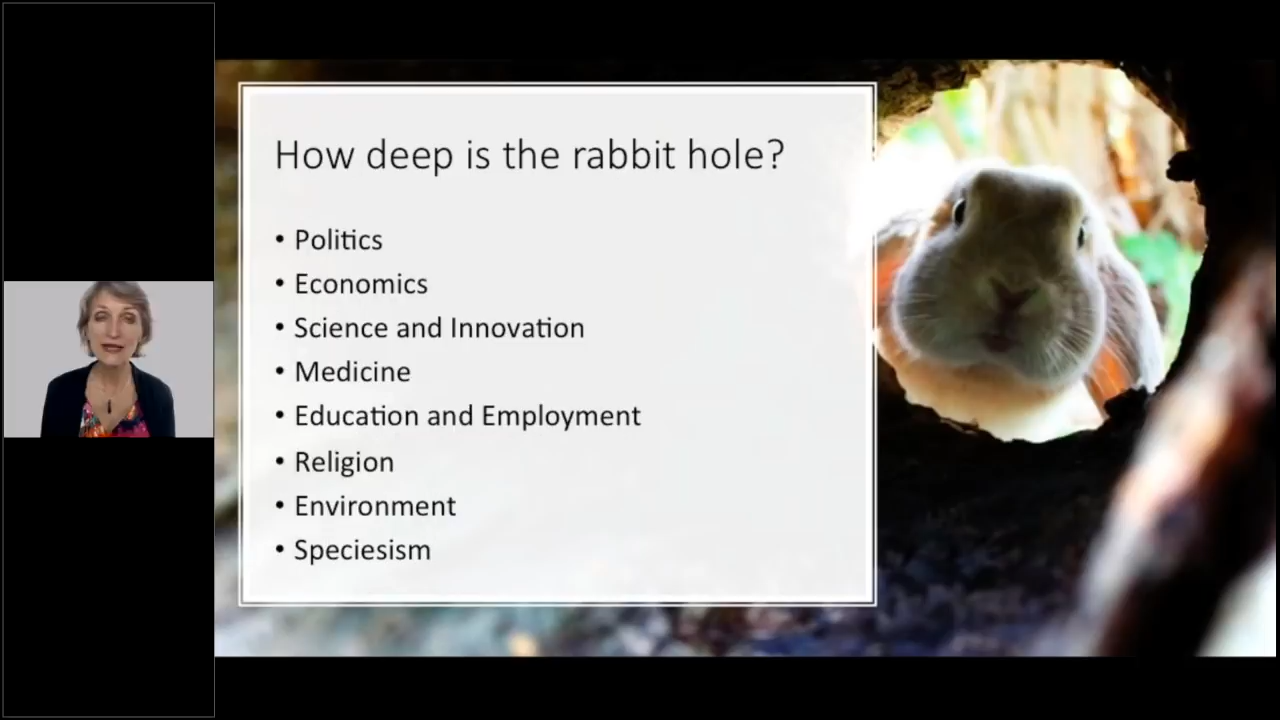 How deep is the rabbit hole?
• Politics
• Economics
• Science and Innovation
• Medicine
• Education and Employment
• Religion
• Environment
• Speciesism